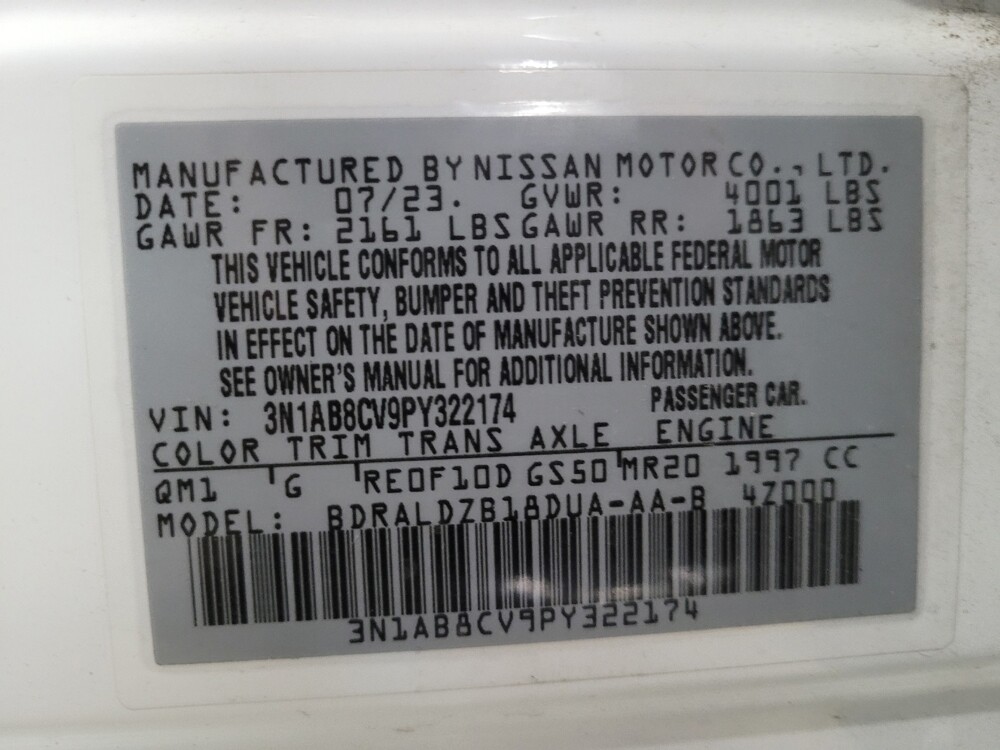 MANUFACTURED BY NISSAN MOTOR CO., LTD.
DATE: 07/23. GVWR: 4001 LBS
GAWR FR: 2161 LBS GAWR RR: 1863 LBS
THIS VEHICLE CONFORMS TO ALL APPLICABLE FEDERAL MOTOR
VEHICLE SAFETY, BUMPER AND THEFT PREVENTION STANDARDS
IN EFFECT ON THE DATE OF MANUFACTURE SHOWN ABOVE.
SEE OWNER'S MANUAL FOR ADDITIONAL INFORMATION.
VIN: 3N1AB8CV9PY322174 PASSENGER CAR.
COLOR TRIM TRANS AXLE ENGINE
QM1 G RE0F10D GS50 MR20 1997 CC
MODEL: BDRALDZB18DUA-AA-B 4Z000
3N1AB8CV9PY322174